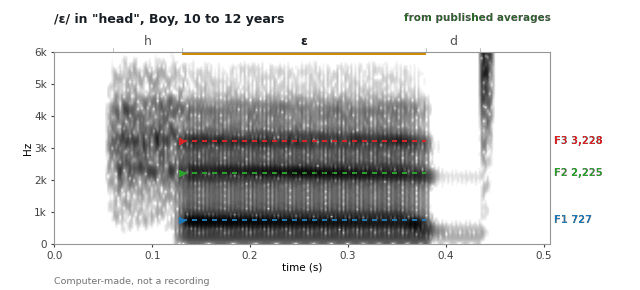 /ɛ/ in "head", Boy, 10 to 12 years
from published averages
h ɛ d
6k
5k
4k
3k
2k
1k
0
Hz
F3 3,228
F2 2,225
F1 727
0.0 0.1 0.2 0.3 0.4 0.5
time (s)
Computer-made, not a recording